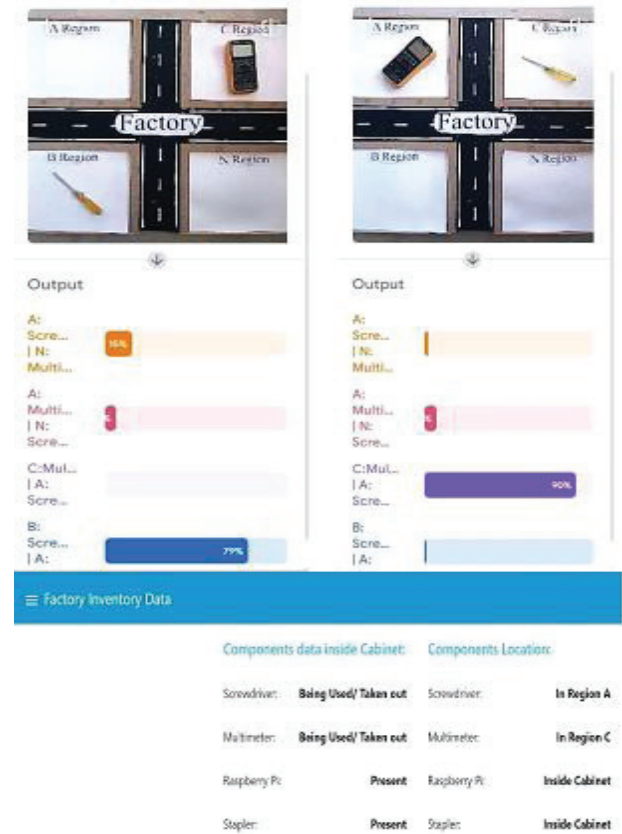 A Region
C Region
Factory
B Region
N Region
Output
A:
Scre...
| N:
Multi...
16%
A:
Multi...
| N:
Scre...
C:Mul...
| A:
Scre...
B:
Scre...
| A:
79%
A Region
C Region
Factory
B Region
N Region
Output
A:
Scre...
| N:
Multi...
A:
Multi...
| N:
Scre...
C:Mul...
| A:
Scre...
90%
B:
Scre...
| A:
Factory Inventory Data
Components data inside Cabinet: Components Location:
Screwdriver: Being Used/ Taken out Screwdriver: In Region A
Multimeter: Being Used/ Taken out Multimeter: In Region C
Raspberry Pi: Present Raspberry Pi: Inside Cabinet
Stapler: Present Stapler: Inside Cabinet